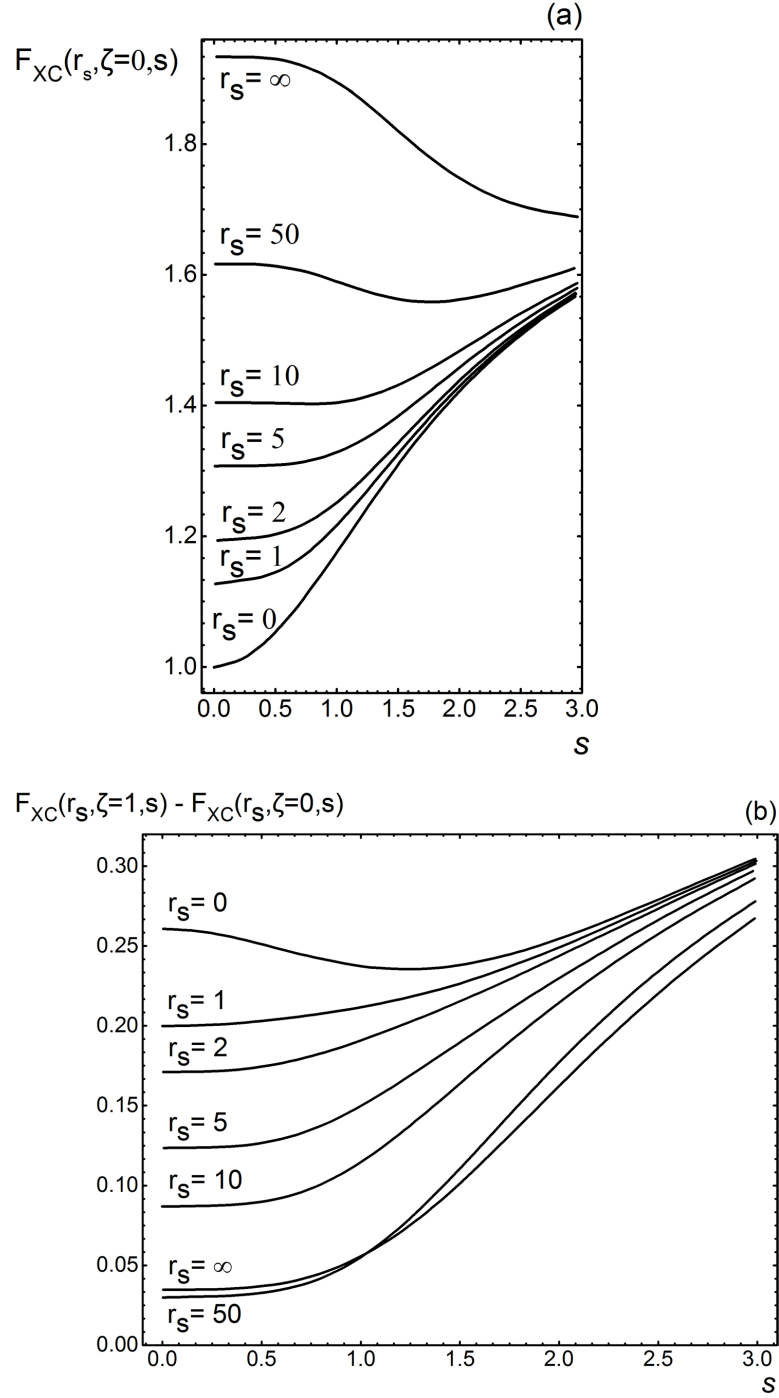 (a)
F_XC(r_s,ζ=0,s)
r_s= ∞
1.8
r_s= 50
1.6
r_s= 10
1.4
r_s= 5
r_s= 2
1.2
r_s= 1
r_s= 0
1.0
0.0 0.5 1.0 1.5 2.0 2.5 3.0
s
F_XC(r_s,ζ=1,s) - F_XC(r_s,ζ=0,s)
(b)
0.30
r_s= 0
0.25
r_s= 1
0.20
r_s= 2
0.15
r_s= 5
r_s= 10
0.10
r_s= ∞
0.05
r_s= 50
0.00
0.0 0.5 1.0 1.5 2.0 2.5 3.0
s